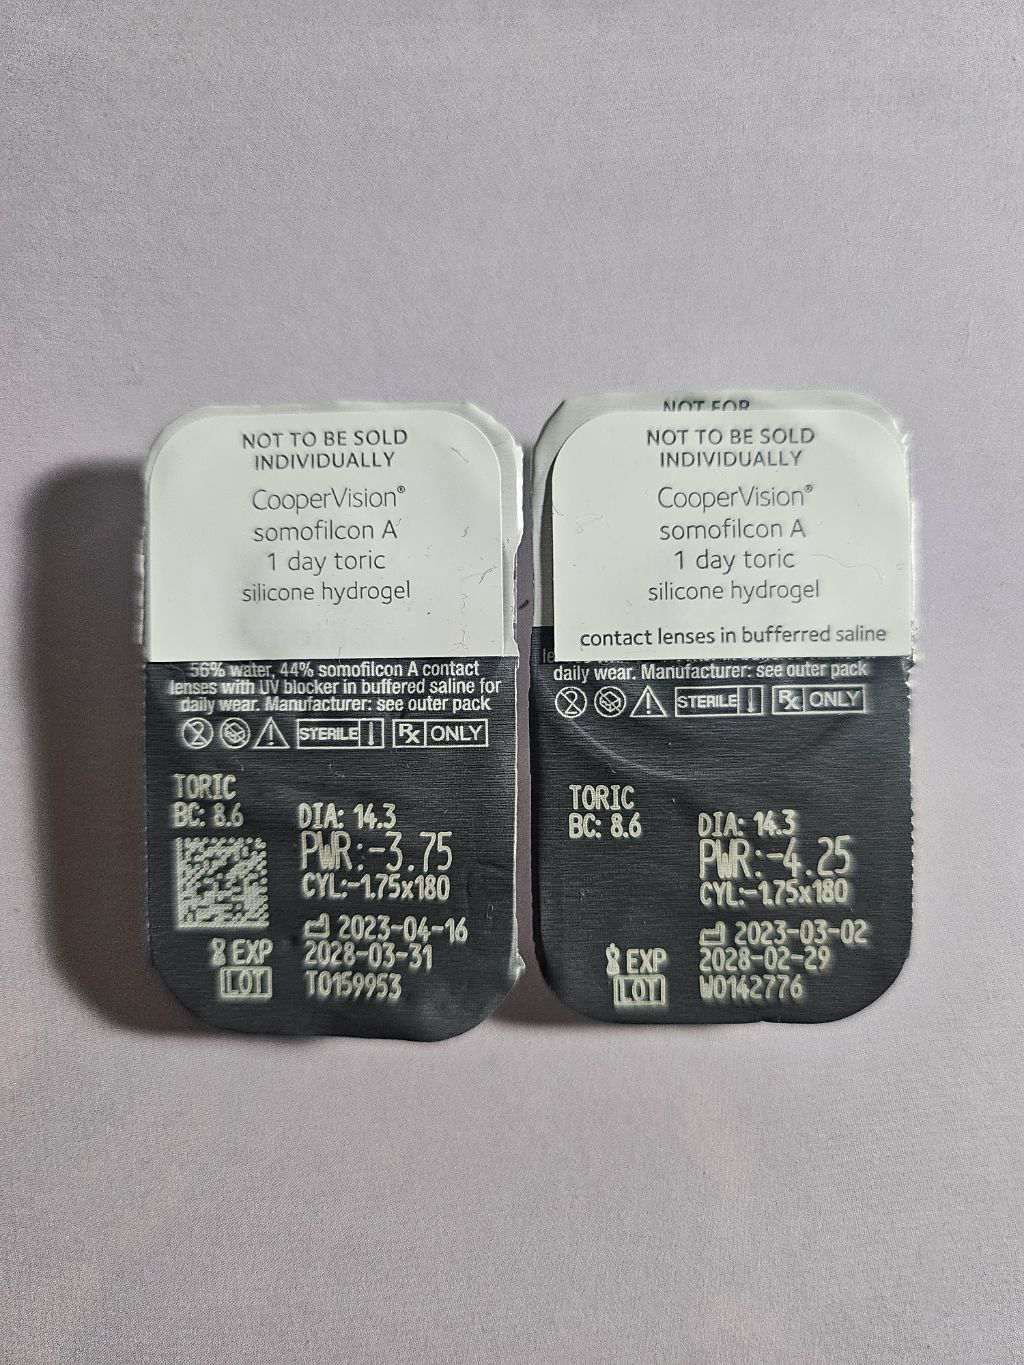 NOT TO BE SOLD
INDIVIDUALLY
CooperVision®
somofilcon A
1 day toric
silicone hydrogel
56% water, 44% somofilcon A contact
lenses with UV blocker in buffered saline for
daily wear. Manufacturer: see outer pack
STERILE
Rx ONLY
TORIC
BC: 8.6
DIA: 14.3
PWR:-3.75
CYL:-1.75x180
2023-04-16
EXP 2028-03-31
LOT T0159953
NOT FOR
NOT TO BE SOLD
INDIVIDUALLY
CooperVision®
somofilcon A
1 day toric
silicone hydrogel
contact lenses in bufferred saline
daily wear. Manufacturer: see outer pack
STERILE
Rx ONLY
TORIC
BC: 8.6
DIA: 14.3
PWR:-4.25
CYL:-1.75x180
2023-03-02
EXP 2028-02-29
LOT W0142776